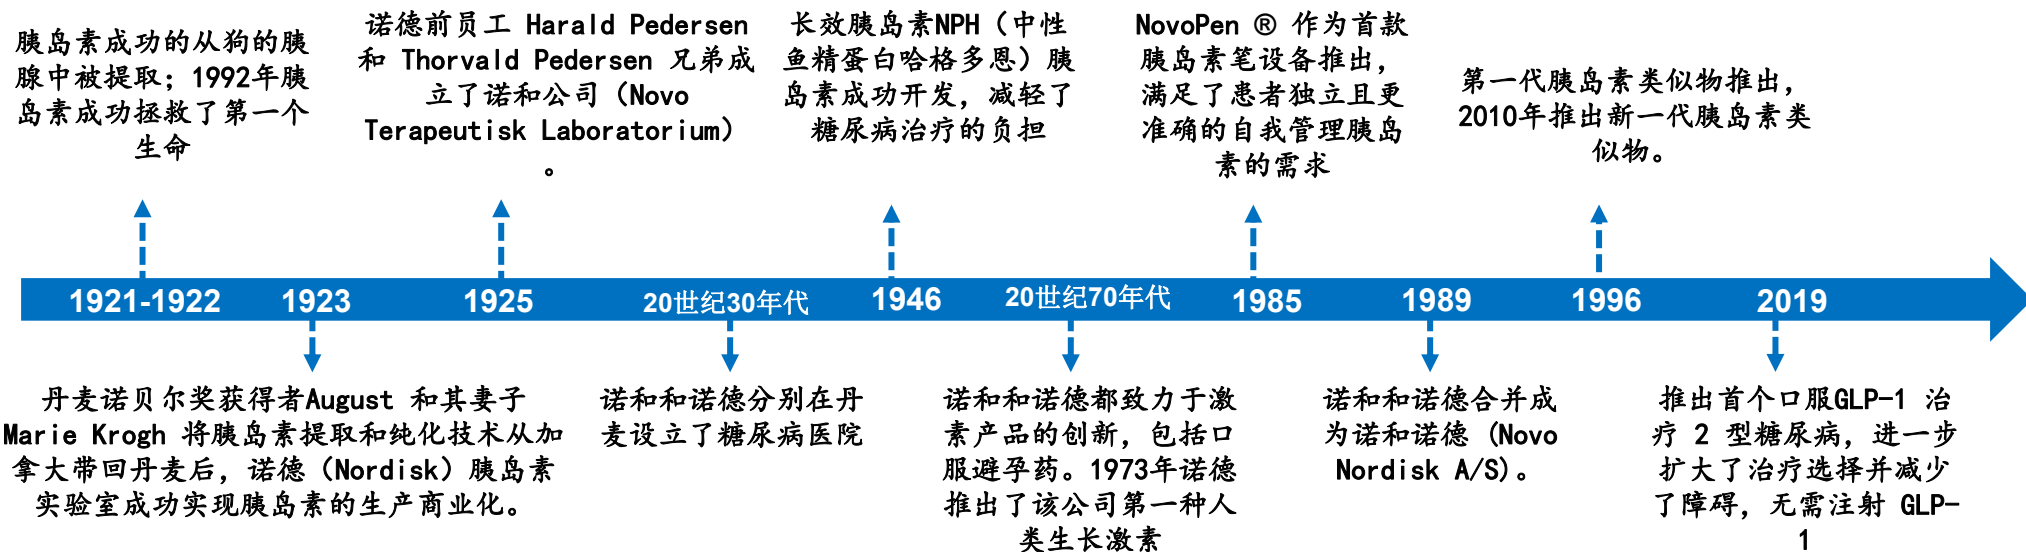 胰岛素成功的从狗的胰
腺中被提取；1992年胰
岛素成功拯救了第一个
生命
诺德前员工 Harald Pedersen
和 Thorvald Pedersen 兄弟成
立了诺和公司（Novo
Terapeutisk Laboratorium）
。
长效胰岛素NPH（中性
鱼精蛋白哈格多恩）胰
岛素成功开发，减轻了
糖尿病治疗的负担
NovoPen ® 作为首款
胰岛素笔设备推出，
满足了患者独立且更
准确的自我管理胰岛
素的需求
第一代胰岛素类似物推出，
2010年推出新一代胰岛素类
似物。
1921-1922
1923
1925
20世纪30年代
1946
20世纪70年代
1985
1989
1996
2019
丹麦诺贝尔奖获得者August 和其妻子
Marie Krogh 将胰岛素提取和纯化技术从加
拿大带回丹麦后，诺德（Nordisk）胰岛素
实验室成功实现胰岛素的生产商业化。
诺和和诺德分别在丹
麦设立了糖尿病医院
诺和和诺德都致力于激
素产品的创新，包括口
服避孕药。1973年诺德
推出了该公司第一种人
类生长激素
诺和和诺德合并成
为诺和诺德 (Novo
Nordisk A/S)。
推出首个口服GLP-1 治
疗 2 型糖尿病，进一步
扩大了治疗选择并减少
了障碍，无需注射 GLP-
1